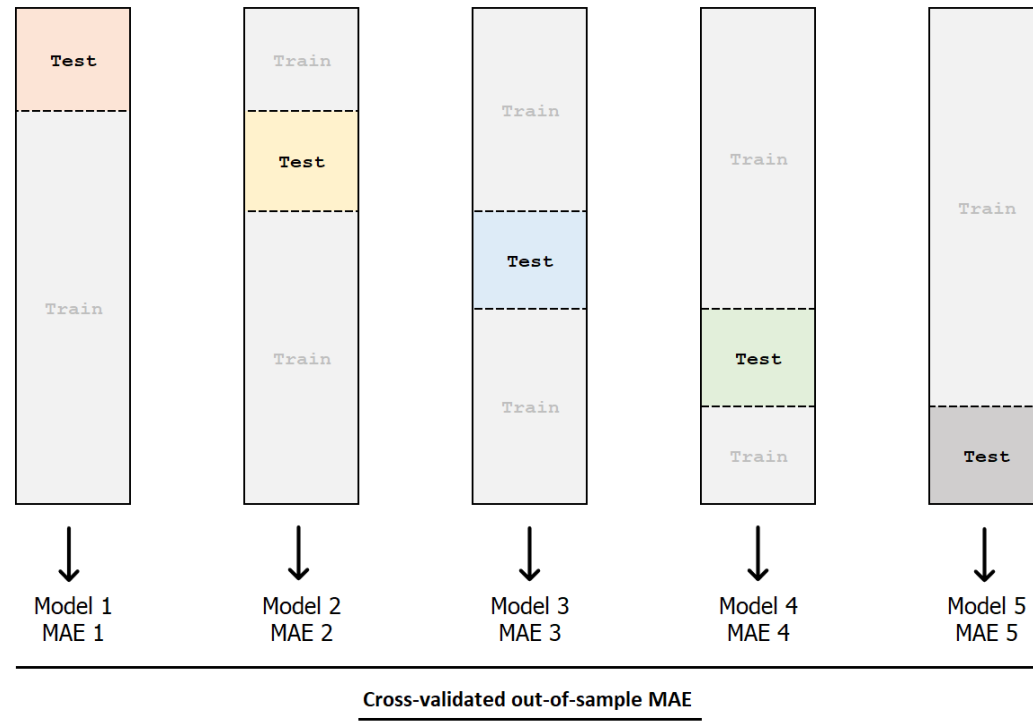 Test
Train
Train
Test
Train
Train
Test
Train
Train
Test
Train
Train
Test
Model 1
MAE 1
Model 2
MAE 2
Model 3
MAE 3
Model 4
MAE 4
Model 5
MAE 5
Cross-validated out-of-sample MAE